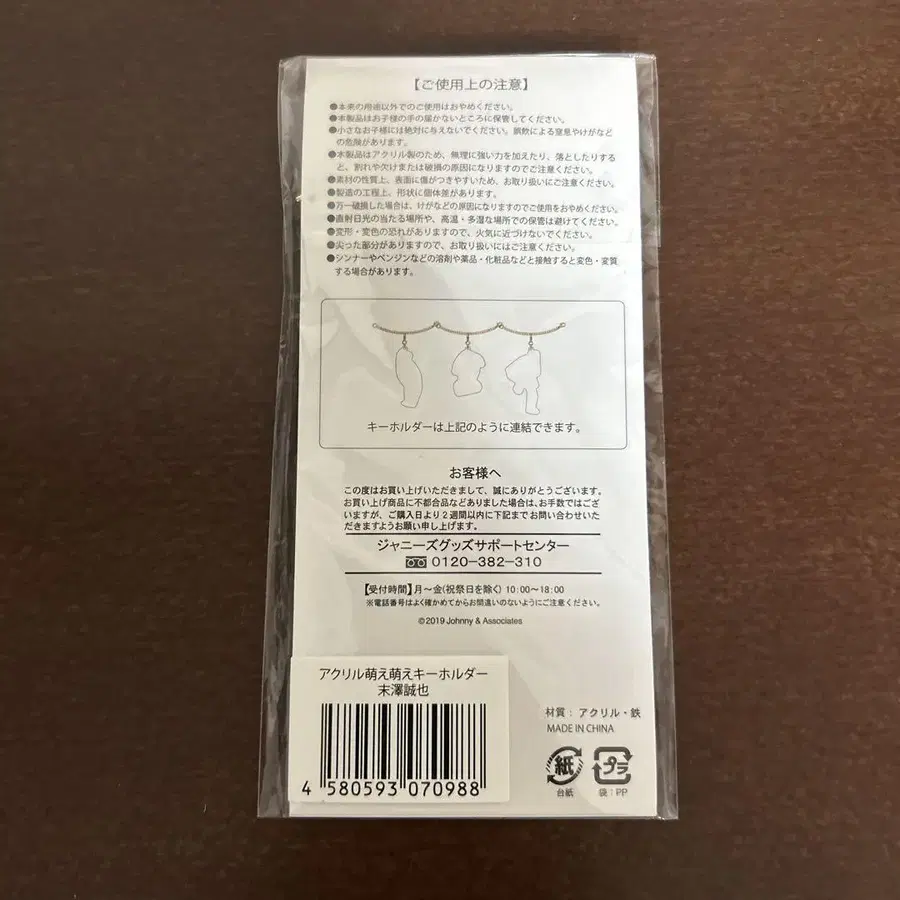 【ご使用上の注意】
●本来の用途以外でのご使用はおやめください。
●本製品はお子様の手の届かないところに保管してください。
●小さなお子様には絶対に与えないでください。誤飲による窒息やけがなど
の危険があります。
●本製品はアクリル製のため、無理に強い力を加えたり、落としたりする
と、割れや欠けまたは破損の原因になりますのでご注意ください。
●素材の性質上、表面に傷がつきやすいため、お取り扱いにご注意ください。
●製造の工程上、形状に個体差があります。
●万一破損した場合は、けがなどの原因になりますのでご使用をおやめください。
●直射日光の当たる場所や、高温・多湿な場所での保管は避けてください。
●変形・変色の恐れがありますので、火気に近づけないでください。
●尖った部分がありますので、お取り扱いにはご注意ください。
●シンナーやベンジンなどの溶剤や薬品・化粧品などと接触すると変色・変質
する場合があります。
キーホルダーは上記のように連結できます。
お客様へ
この度はお買い上げいただきまして、誠にありがとうございます。
お買い上げ商品に不都合品などありました場合は、お手数ではござ
いますが、ご購入日より2週間以内に下記までお問い合わせいた
だきますようお願い申し上げます。
ジャニーズグッズサポートセンター
0120-382-310
【受付時間】月〜金(祝祭日を除く) 10:00〜18:00
※電話番号はよく確かめてからお間違いのないようにご注意ください。
©2019 Johnny & Associates
アクリル萌え萌えキーホルダー
末澤誠也
4 580593 070988
材質：アクリル・鉄
MADE IN CHINA
紙 プラ
台紙 袋：PP